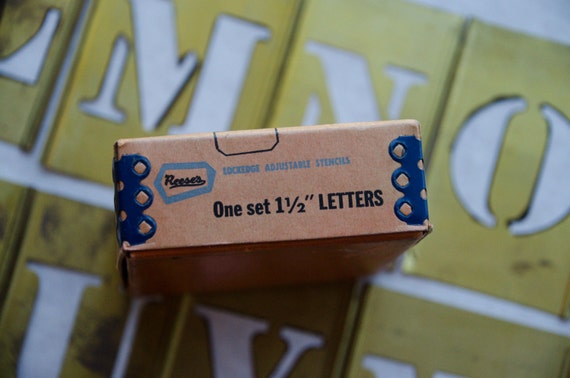 L M N O
Reese's
LOCKEDGE ADJUSTABLE STENCILS
One set 1½" LETTERS